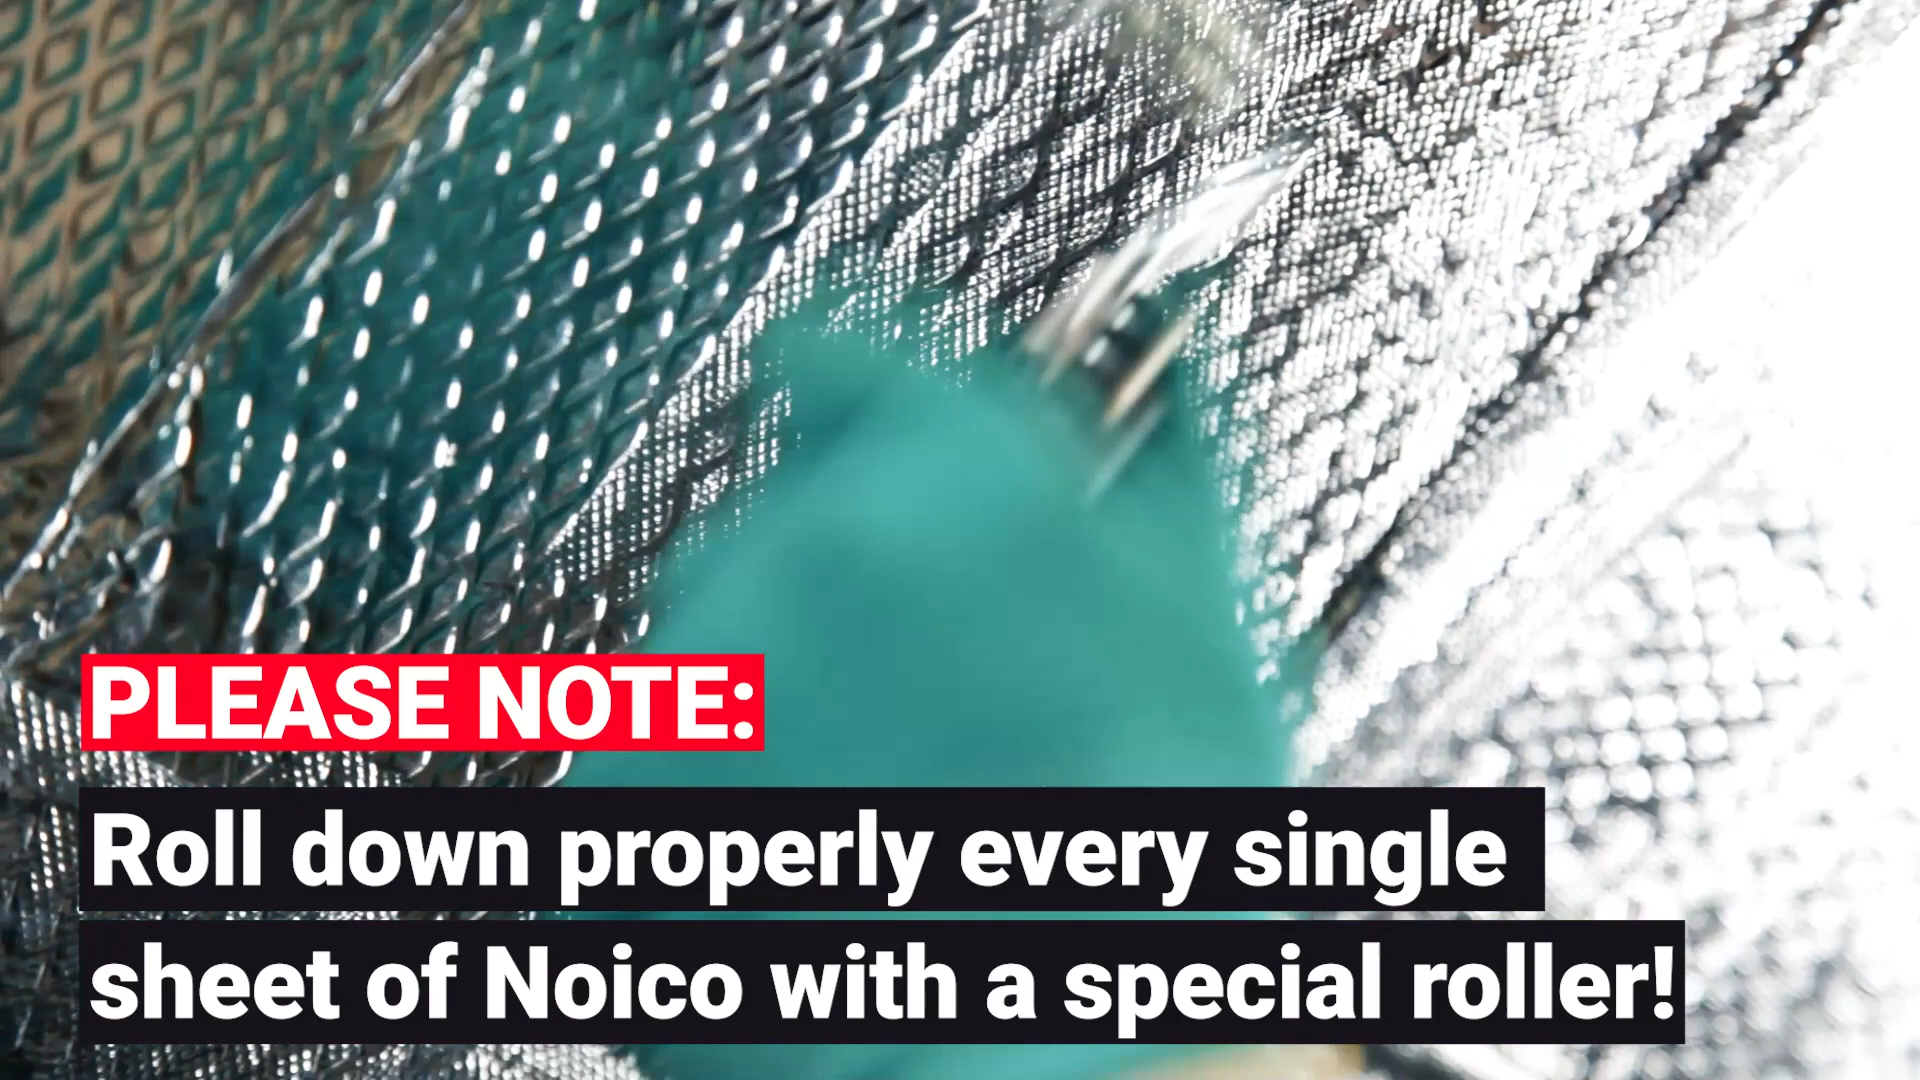 PLEASE NOTE:
Roll down properly every single
sheet of Noico with a special roller!